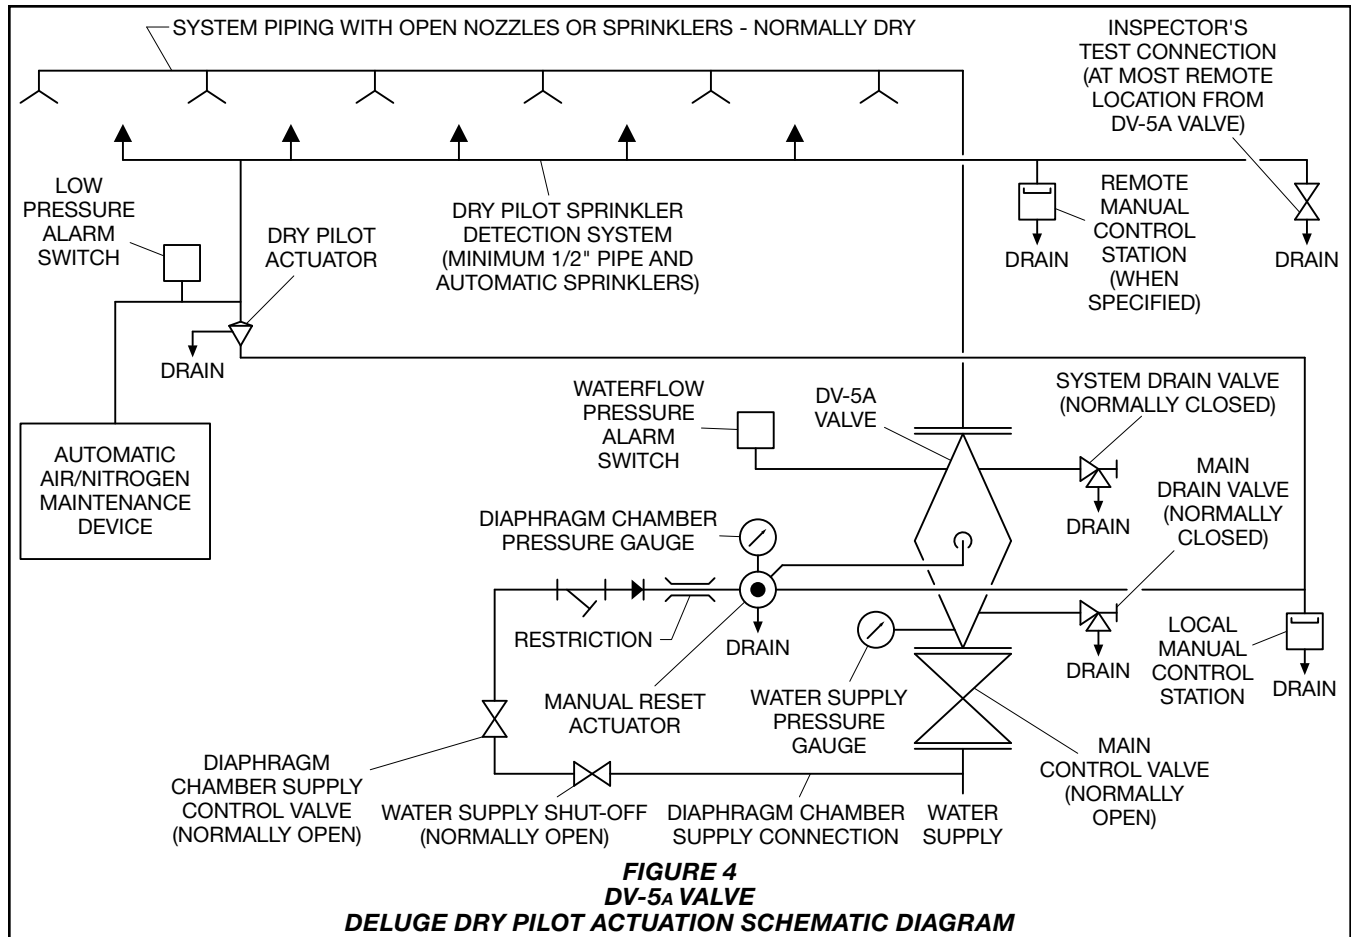 SYSTEM PIPING WITH OPEN NOZZLES OR SPRINKLERS - NORMALLY DRY
INSPECTOR'S
TEST CONNECTION
(AT MOST REMOTE
LOCATION FROM
DV-5A VALVE)
LOW
PRESSURE
ALARM
SWITCH
DRY PILOT
ACTUATOR
DRY PILOT SPRINKLER
DETECTION SYSTEM
(MINIMUM 1/2" PIPE AND
AUTOMATIC SPRINKLERS)
DRAIN
REMOTE
MANUAL
CONTROL
STATION
(WHEN
SPECIFIED)
DRAIN
DRAIN
AUTOMATIC
AIR/NITROGEN
MAINTENANCE
DEVICE
WATERFLOW
PRESSURE
ALARM
SWITCH
DV-5A
VALVE
SYSTEM DRAIN VALVE
(NORMALLY CLOSED)
DRAIN
MAIN
DRAIN VALVE
(NORMALLY
CLOSED)
DIAPHRAGM CHAMBER
PRESSURE GAUGE
RESTRICTION
DRAIN
DRAIN
LOCAL
MANUAL
CONTROL
STATION
DRAIN
MANUAL RESET
ACTUATOR
WATER SUPPLY
PRESSURE
GAUGE
MAIN
CONTROL VALVE
(NORMALLY
OPEN)
DIAPHRAGM
CHAMBER SUPPLY
CONTROL VALVE
(NORMALLY OPEN)
WATER SUPPLY SHUT-OFF
(NORMALLY OPEN)
DIAPHRAGM CHAMBER
SUPPLY CONNECTION
WATER
SUPPLY
FIGURE 4
DV-5A VALVE
DELUGE DRY PILOT ACTUATION SCHEMATIC DIAGRAM